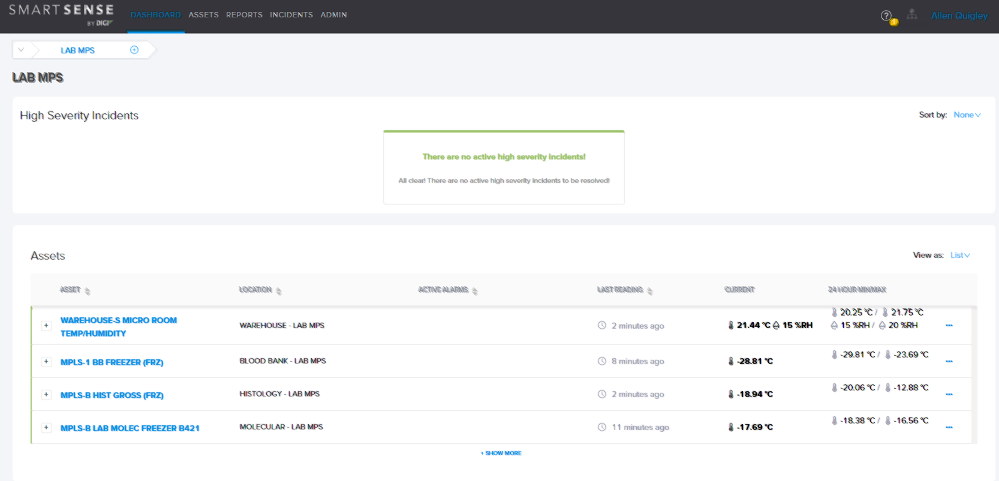 SMARTSENSE
BY DIGI
DASHBOARD ASSETS REPORTS INCIDENTS ADMIN
? 1 Allen Quigley
LAB MPS
LAB MPS
High Severity Incidents
Sort by: None
There are no active high severity incidents!
All clear! There are no active high severity incidents to be resolved!
Assets
View as: List
ASSET LOCATION ACTIVE ALARMS LAST READING CURRENT 24 HOUR MIN/MAX
+ WAREHOUSE-S MICRO ROOM
TEMP/HUMIDITY
WAREHOUSE - LAB MPS
2 minutes ago
21.44 °C 15 %RH
20.25 °C / 21.75 °C
15 %RH / 20 %RH
...
+ MPLS-1 BB FREEZER (FRZ) BLOOD BANK - LAB MPS 8 minutes ago -28.81 °C -29.81 °C / -23.69 °C ...
+ MPLS-B HIST GROSS (FRZ) HISTOLOGY - LAB MPS 2 minutes ago -18.94 °C -20.06 °C / -12.88 °C ...
+ MPLS-B LAB MOLEC FREEZER B421 MOLECULAR - LAB MPS 11 minutes ago -17.69 °C -18.38 °C / -16.56 °C ...
+ SHOW MORE